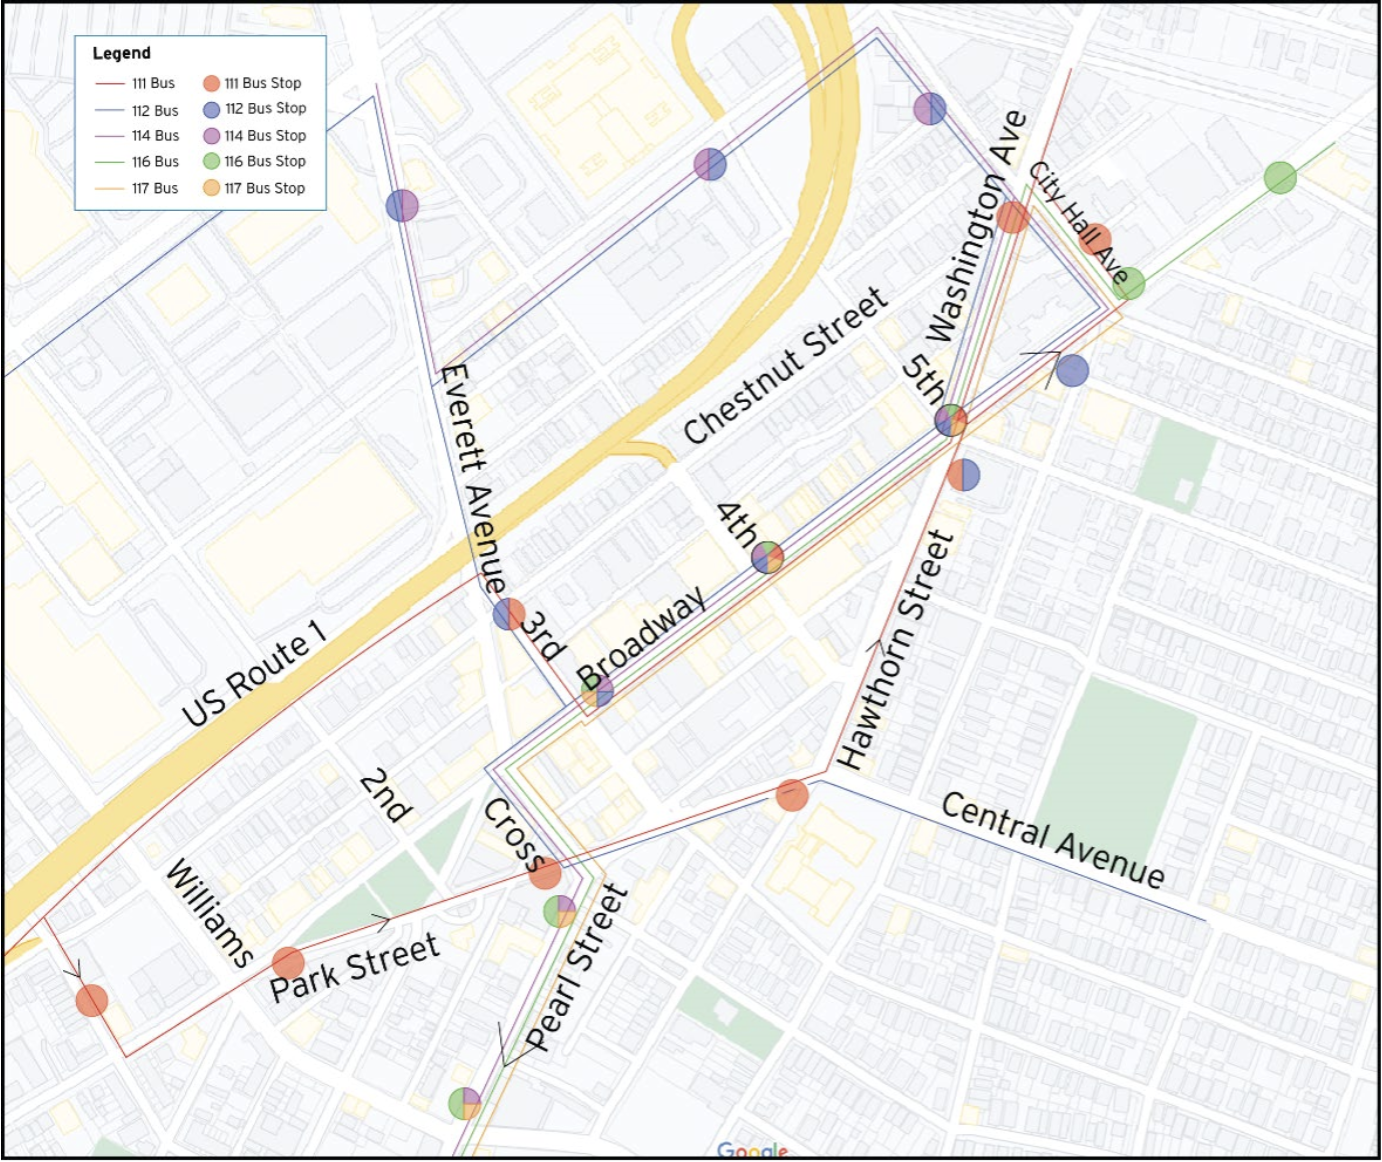 Legend
111 Bus
111 Bus Stop
112 Bus
112 Bus Stop
114 Bus
114 Bus Stop
116 Bus
116 Bus Stop
117 Bus
117 Bus Stop
Washington Ave
City Hall Ave
Chestnut Street
5th
Everett Avenue
4th
3rd
Broadway
US Route 1
Hawthorn Street
2nd
Cross
Central Avenue
Williams
Park Street
Pearl Street
Google